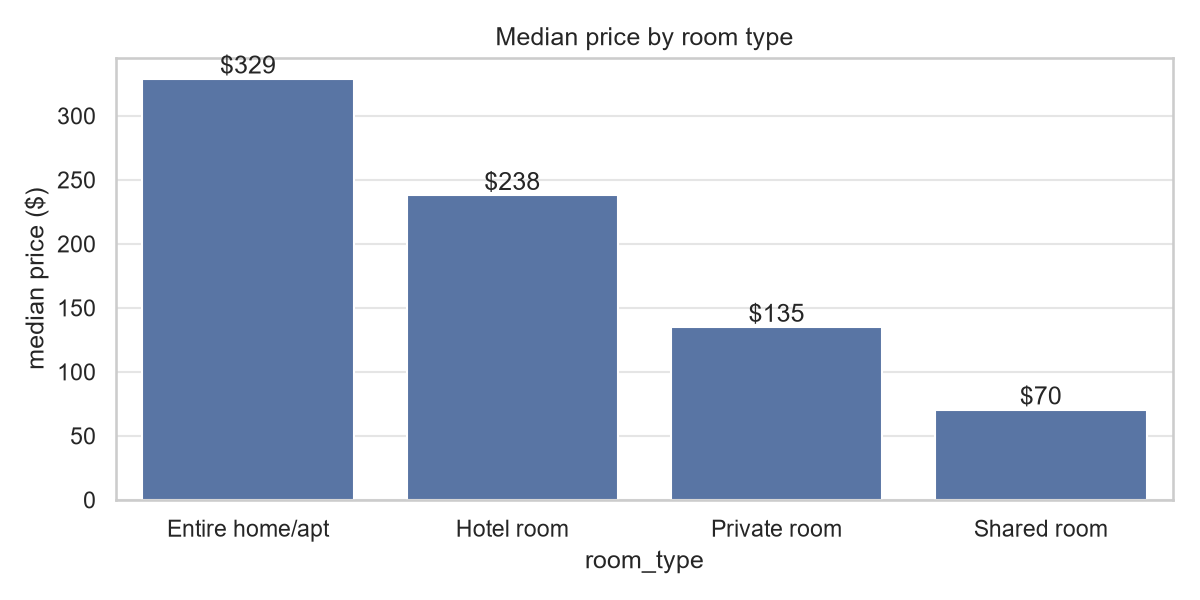 Median price by room type
median price ($)
300
250
200
150
100
50
0
$329
$238
$135
$70
Entire home/apt
Hotel room
Private room
Shared room
room_type